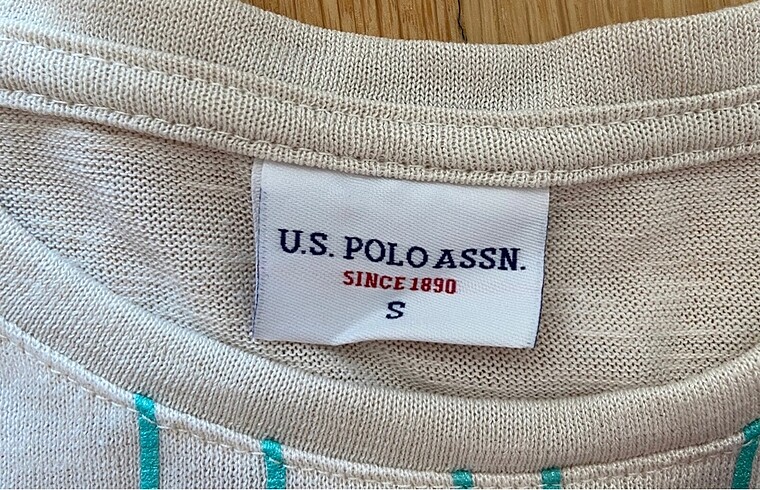 U.S. POLO ASSN.
SINCE 1890
S